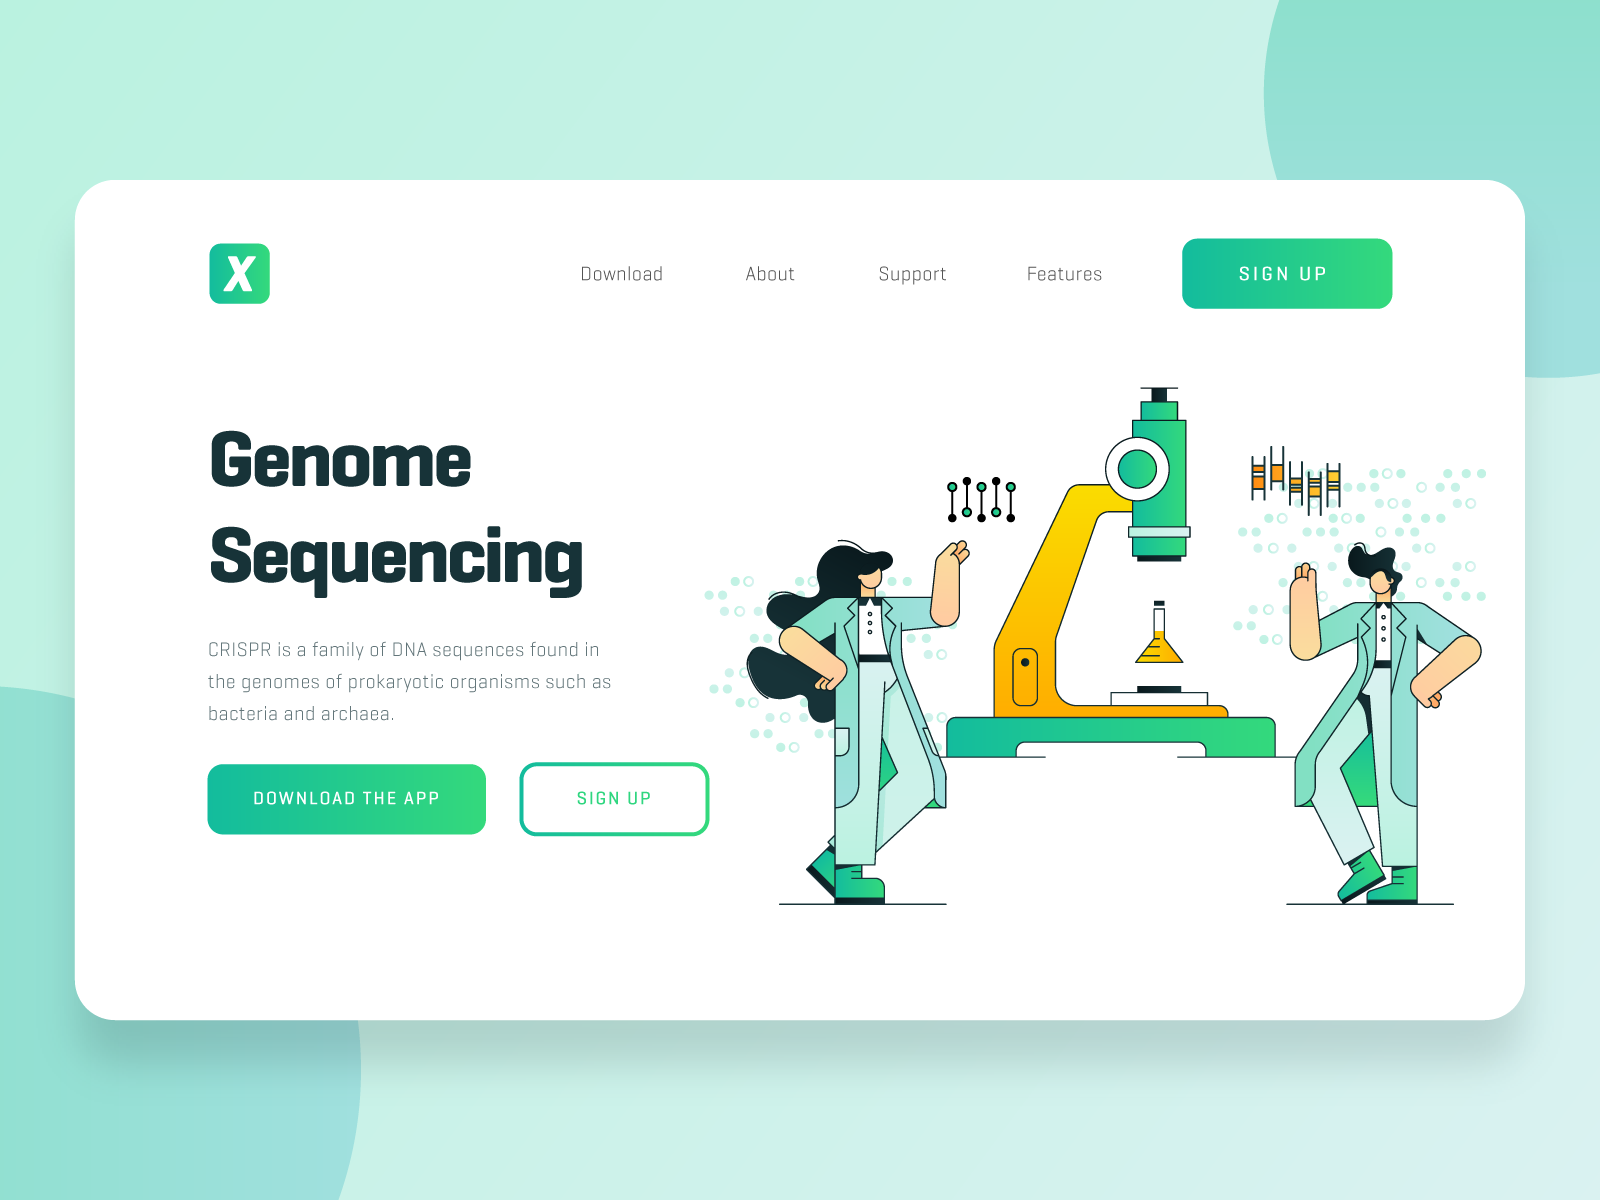 X
Download About Support Features SIGN UP
Genome
Sequencing
CRISPR is a family of DNA sequences found in
the genomes of prokaryotic organisms such as
bacteria and archaea.
DOWNLOAD THE APP SIGN UP